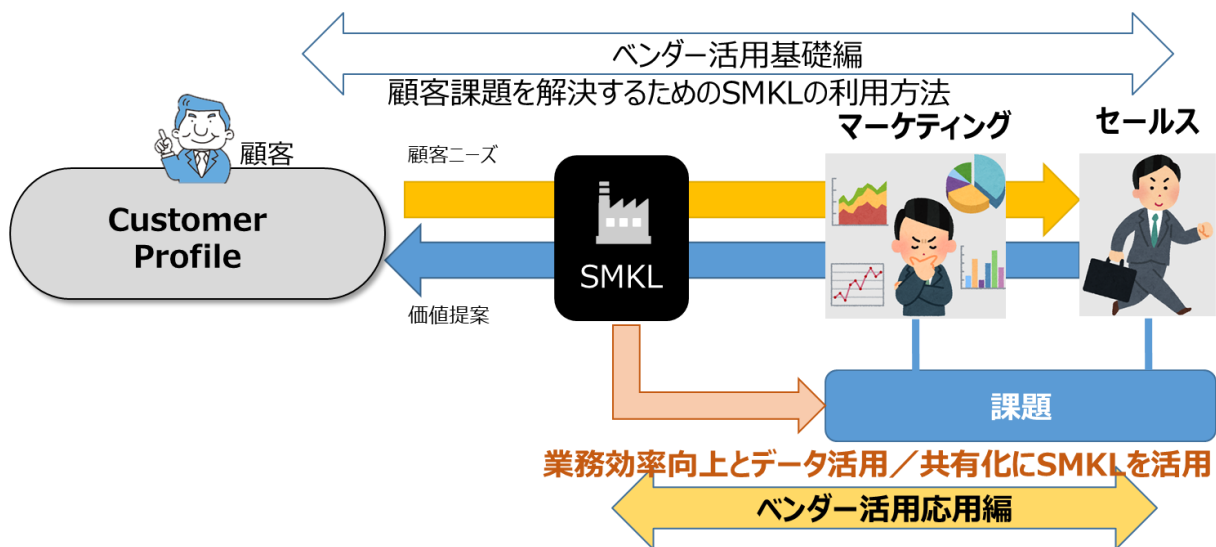 ベンダー活用基礎編
顧客課題を解決するためのSMKLの利用方法
マーケティング
セールス
顧客
顧客ニーズ
Customer
Profile
SMKL
価値提案
課題
業務効率向上とデータ活用／共有化にSMKLを活用
ベンダー活用応用編